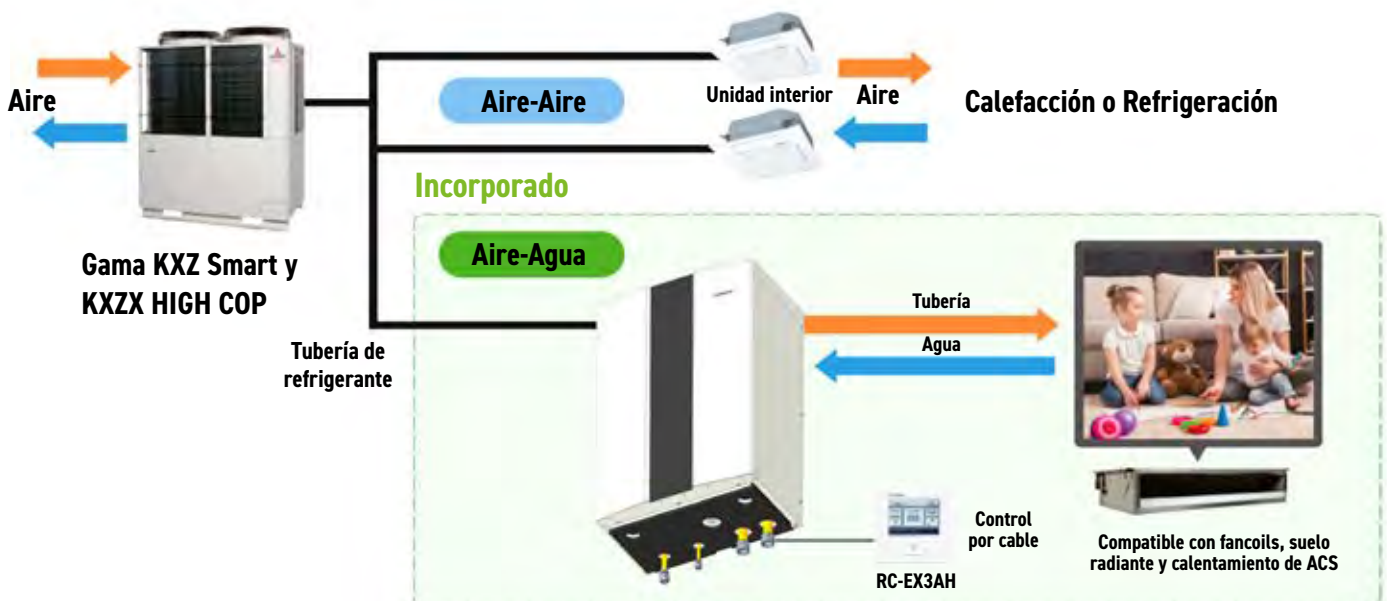 Aire
Aire-Aire
Unidad interior
Aire
Calefacción o Refrigeración
Incorporado
Gama KXZ Smart y
KXZX HIGH COP
Aire-Agua
Tubería de
refrigerante
Tubería
Agua
Control
por cable
RC-EX3AH
Compatible con fancoils, suelo
radiante y calentamiento de ACS